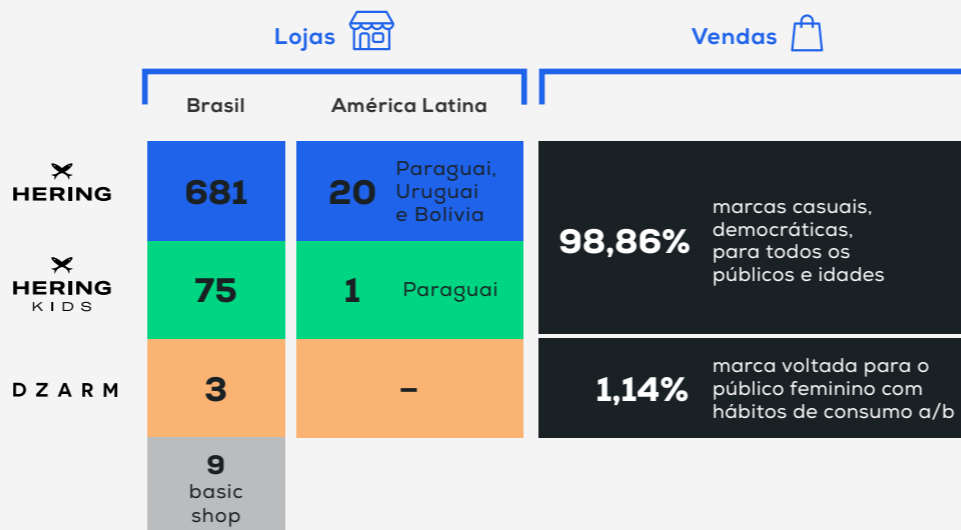 Lojas
Vendas
Brasil
América Latina
HERING
681
20
Paraguai,
Uruguai
e Bolívia
98,86%
marcas casuais,
democráticas,
para todos os
públicos e idades
HERING
KIDS
75
1
Paraguai
DZARM
3
–
1,14%
marca voltada para o
público feminino com
hábitos de consumo a/b
9
basic
shop